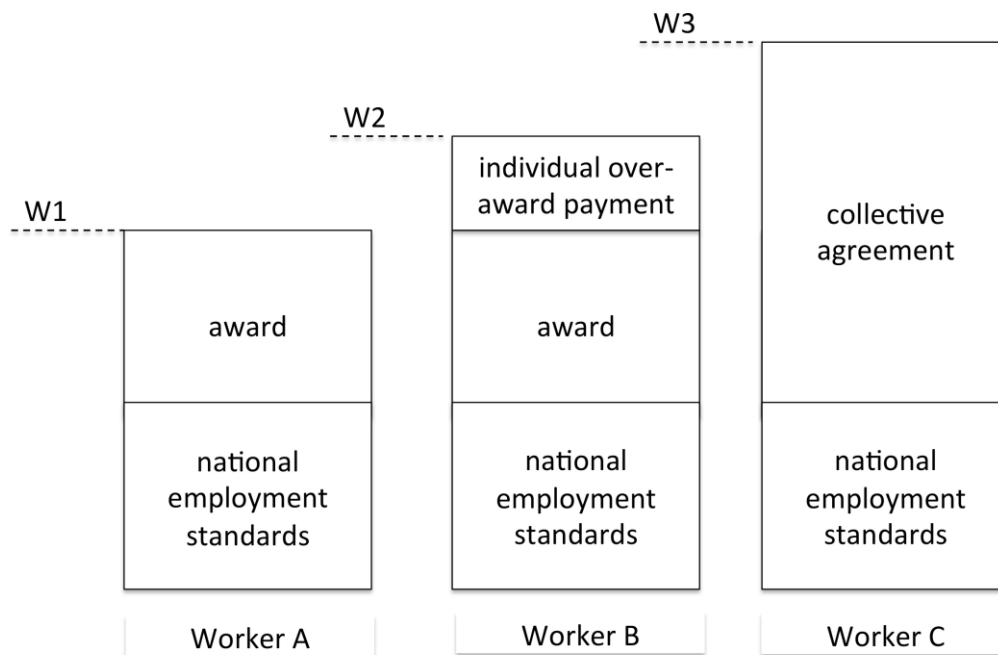 W3
W2
individual over-
award payment
W1
collective
agreement
award
award
national
employment
standards
national
employment
standards
national
employment
standards
Worker A
Worker B
Worker C